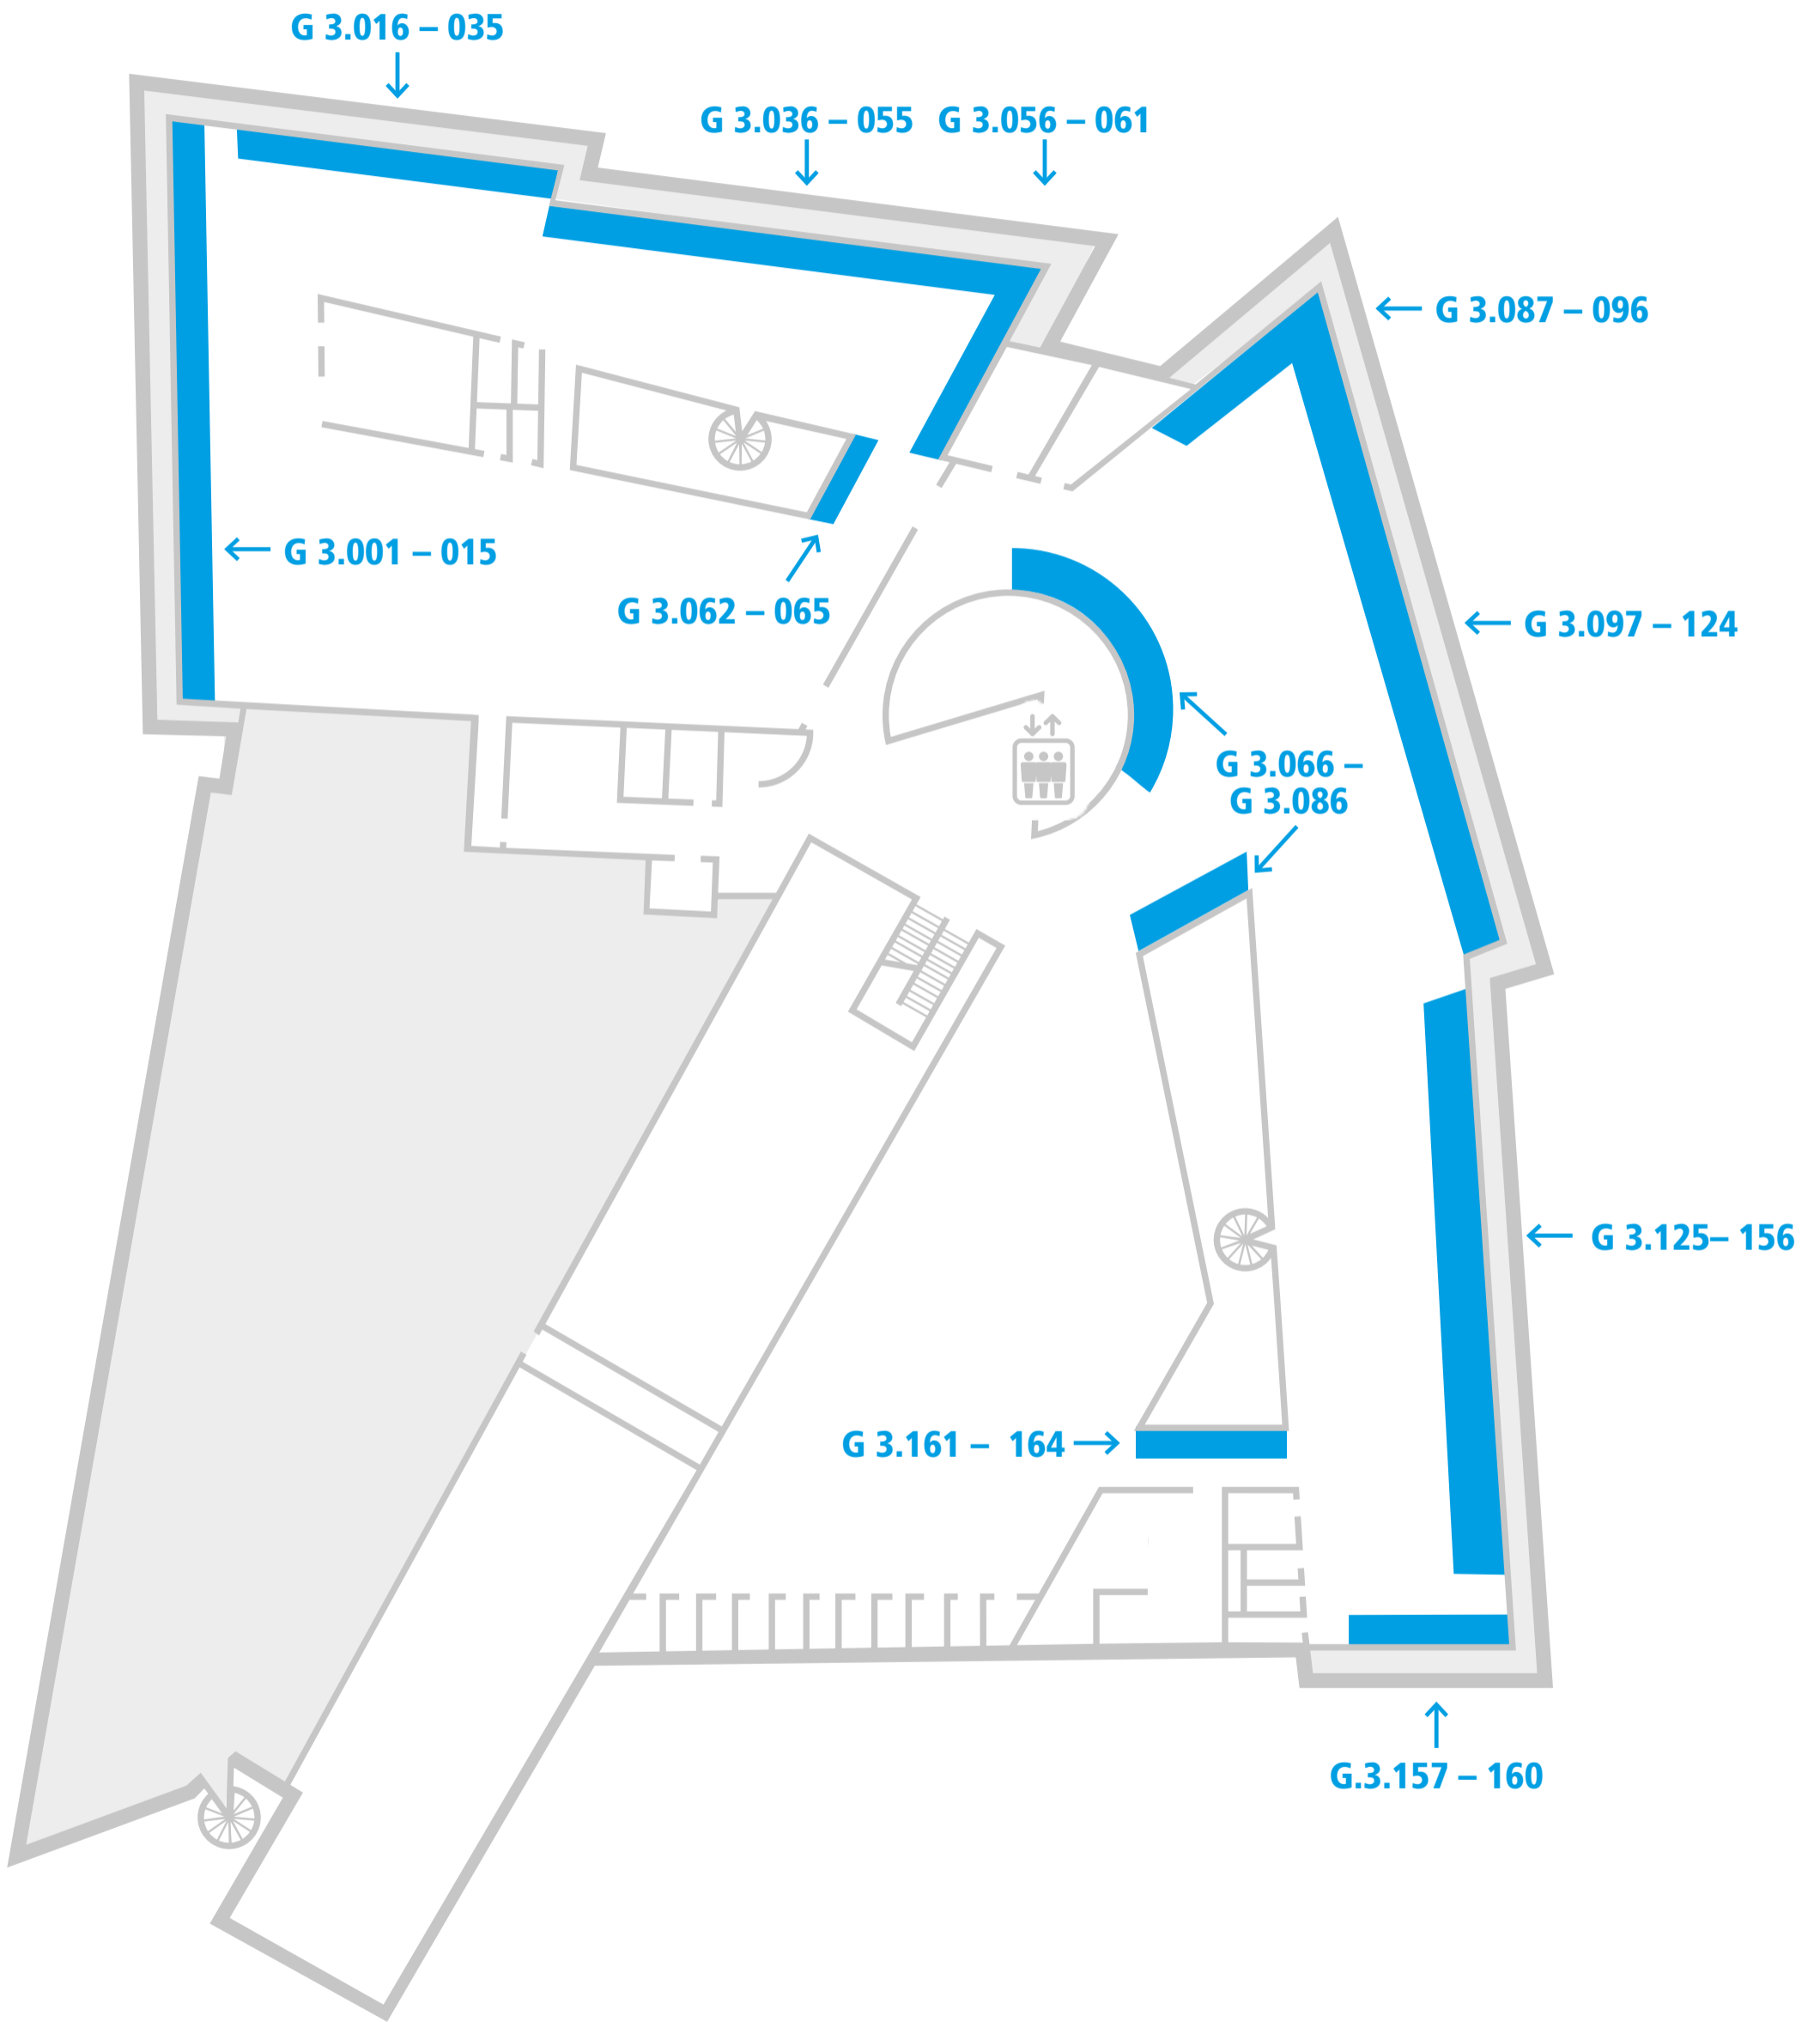 G 3.016 – 035
G 3.036 – 055
G 3.056 – 061
G 3.087 – 096
G 3.001 – 015
G 3.062 – 065
G 3.097 – 124
G 3.066 –
G 3.086
G 3.125– 156
G 3.161 – 164
G.3.157 – 160